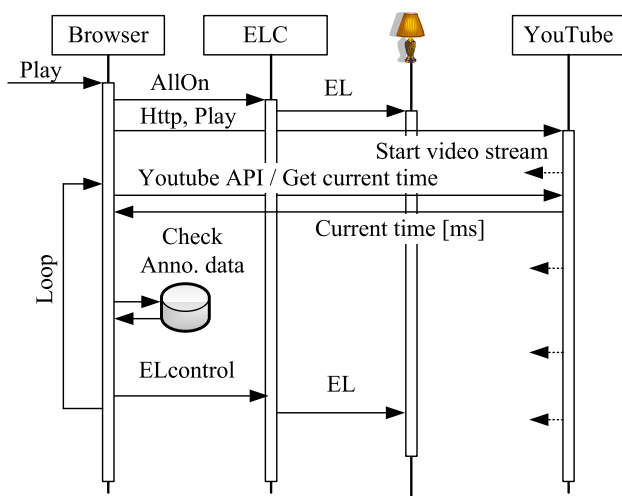 Browser
ELC
YouTube
Play
AllOn
EL
Http, Play
Start video stream
Youtube API / Get current time
Current time [ms]
Check
Anno. data
Loop
ELcontrol
EL